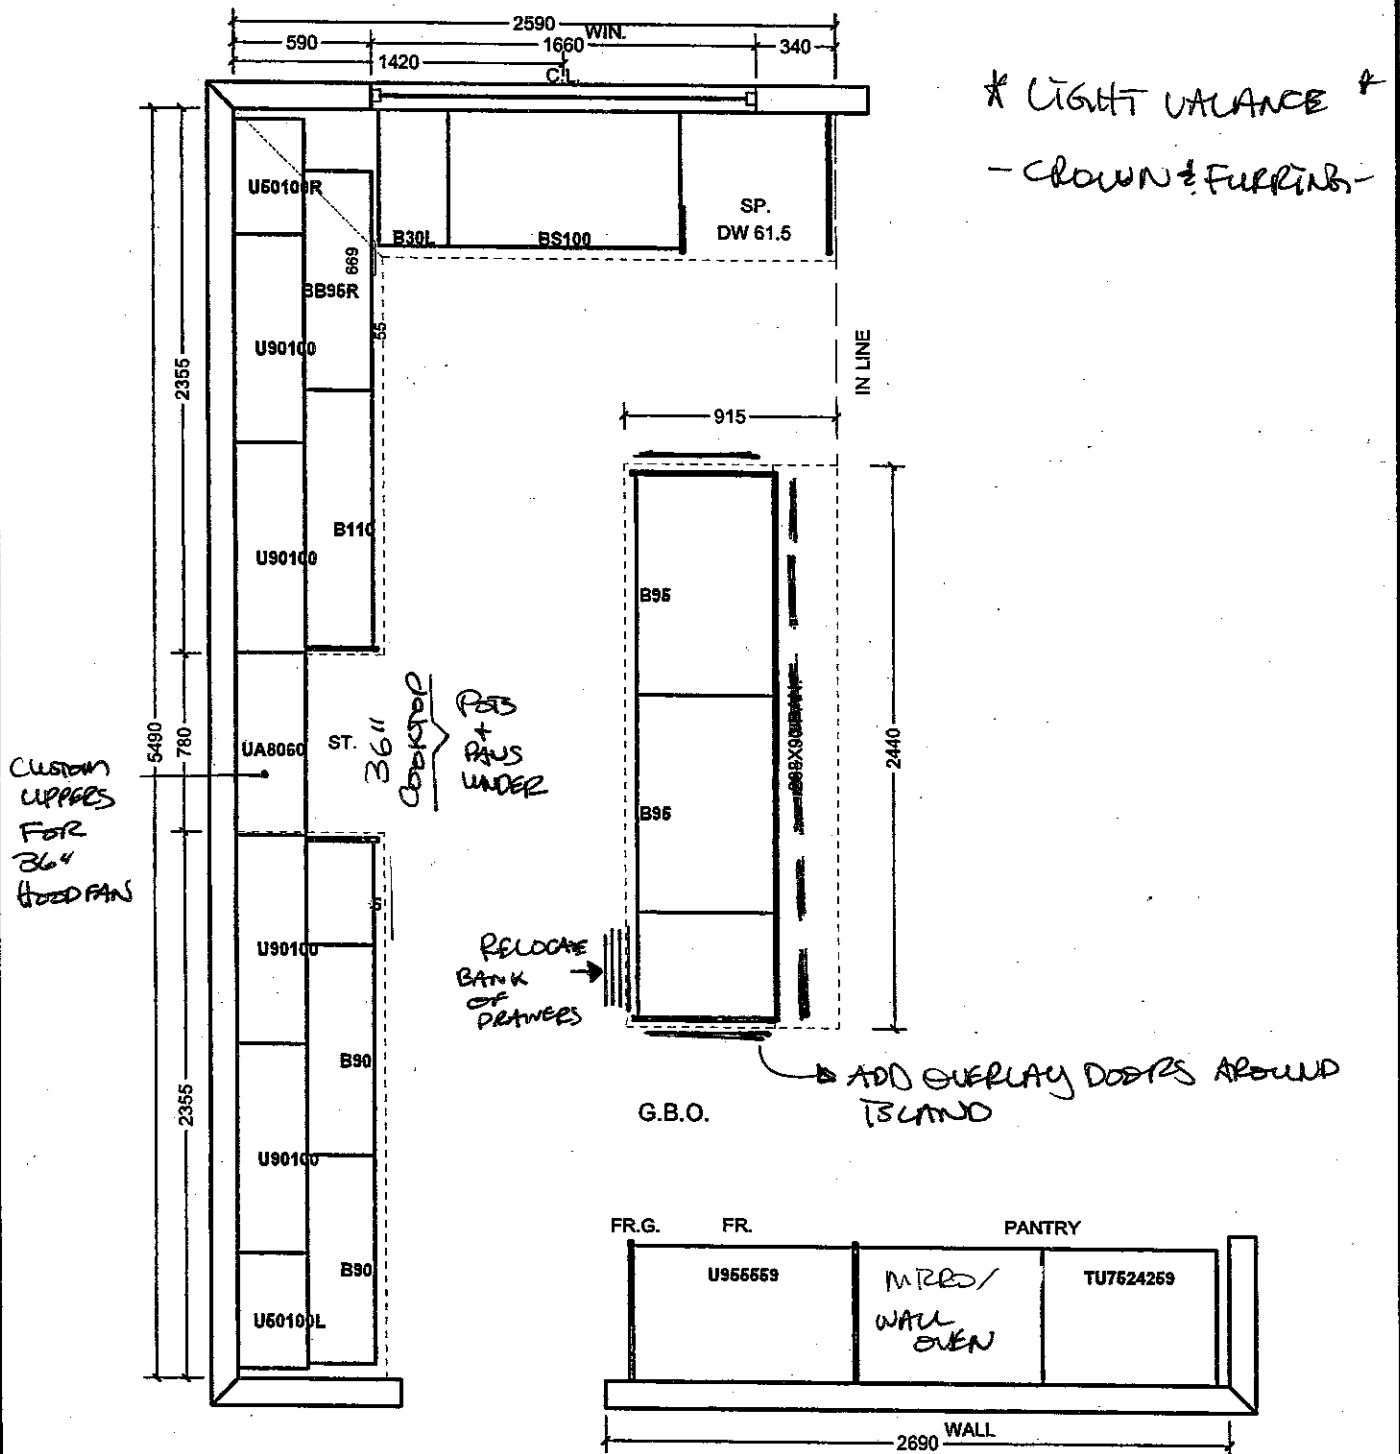 2590
WIN.
590
1660
340
1420
C.L.
* LIGHT VALANCE *
- CROWN & FURRING -
U50100R
B30L
BS100
SP.
DW 61.5
669
BB95R
55
U90100
2355
IN LINE
915
U90100
B110
B95
5490
780
UA8060
ST.
36"
COOKTOP
POTS
+
PANS
UNDER
2440
CUSTOM
UPPERS
FOR
36"
HOODFAN
B95
U90100
RELOCATE
BANK
OF
DRAWERS
B90
2355
ADD OVERLAY DOORS AROUND
ISLAND
G.B.O.
U90100
B90
U50100L
FR.G.
FR.
PANTRY
U955559
MICRO/
WALL
OVEN
TU7524259
WALL
2690